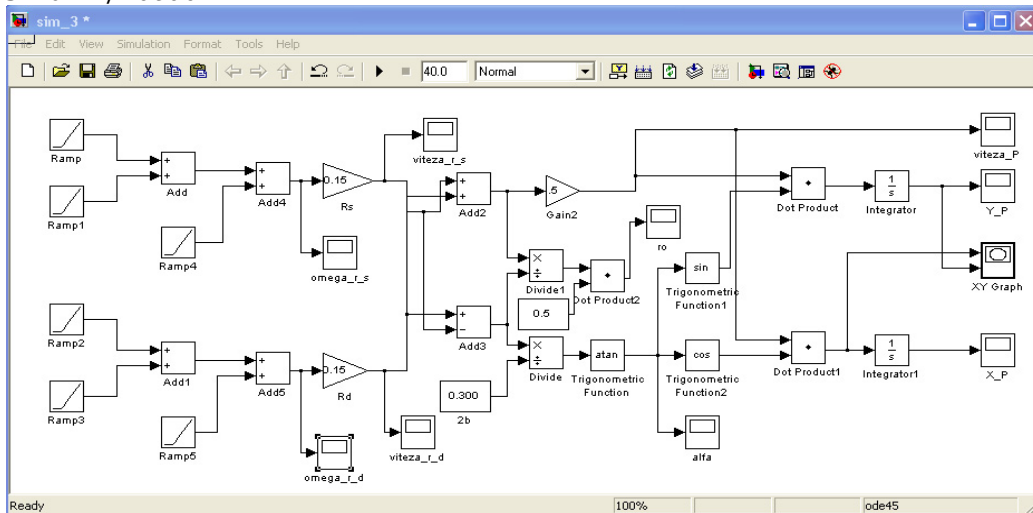 sim_3 *
File Edit View Simulation Format Tools Help
40.0 Normal
Ramp
Ramp1
+
+
Add
Ramp4
+
+
Add4
0.15
Rs
viteza_r_s
omega_r_s
Ramp2
Ramp3
+
+
Add1
Ramp5
+
+
Add5
0.15
Rd
omega_r_d
viteza_r_d
+
+
Add2
+
−
Add3
.5
Gain2
×
÷
Divide1
0.5
Dot Product2
ro
×
÷
Divide
0.300
2b
atan
Trigonometric
Function
sin
Trigonometric
Function1
cos
Trigonometric
Function2
alfa
Dot Product
Dot Product1
1
s
Integrator
1
s
Integrator1
viteza_P
Y_P
XY Graph
X_P
Ready 100% ode45